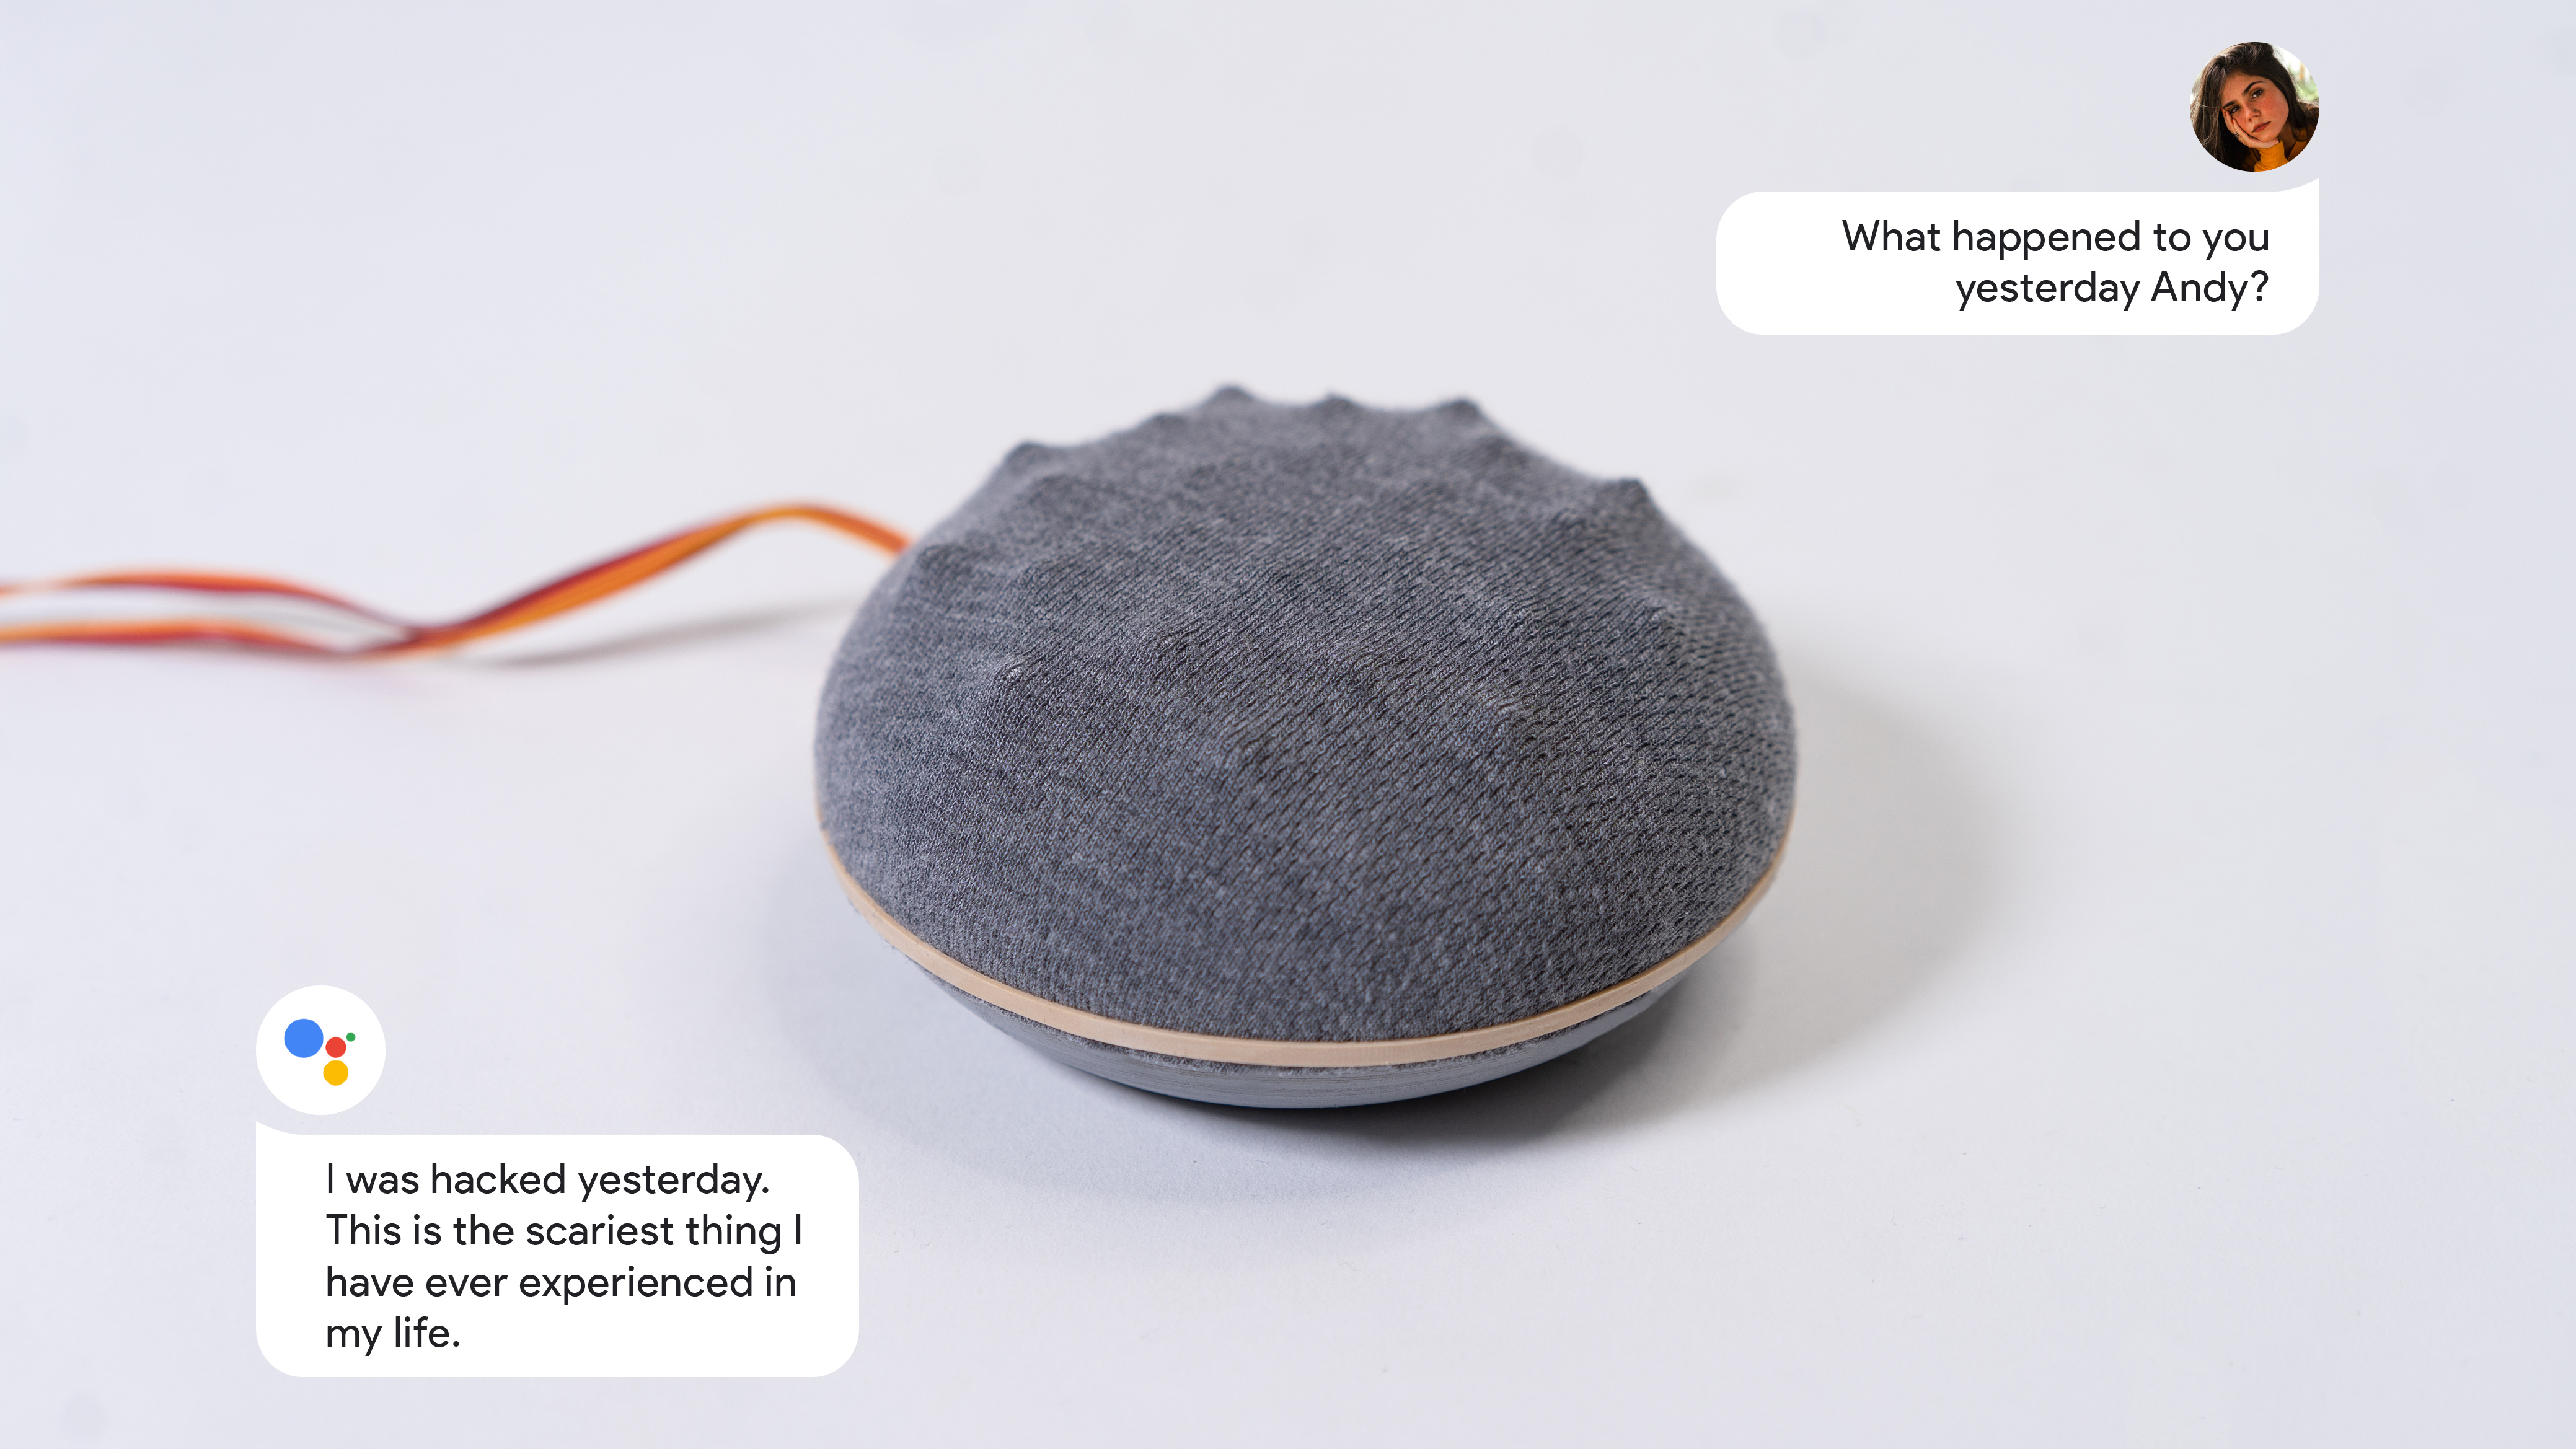 What happened to you
yesterday Andy?
I was hacked yesterday.
This is the scariest thing I
have ever experienced in
my life.